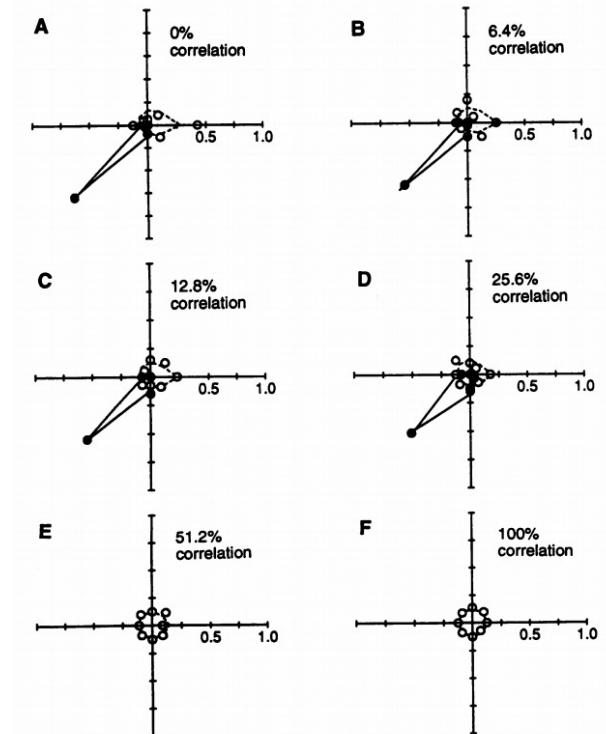 A
0%
correlation
0.5 1.0
B
6.4%
correlation
0.5 1.0
C
12.8%
correlation
0.5 1.0
D
25.6%
correlation
0.5 1.0
E
51.2%
correlation
0.5 1.0
F
100%
correlation
0.5 1.0